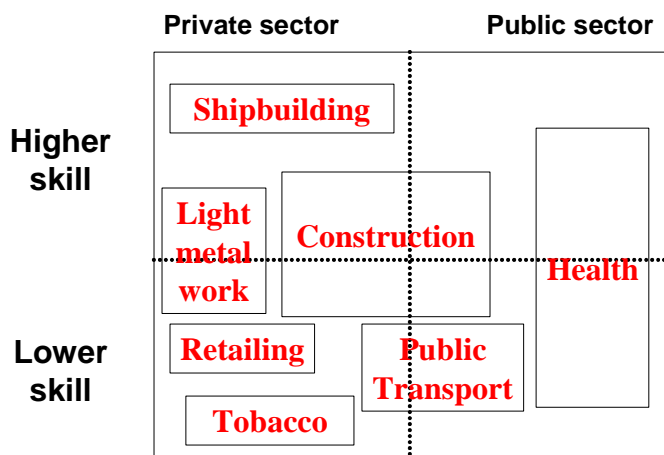 Private sector
Public sector
Higher
skill
Shipbuilding
Light
metal
work
Construction
Health
Lower
skill
Retailing
Public
Transport
Tobacco